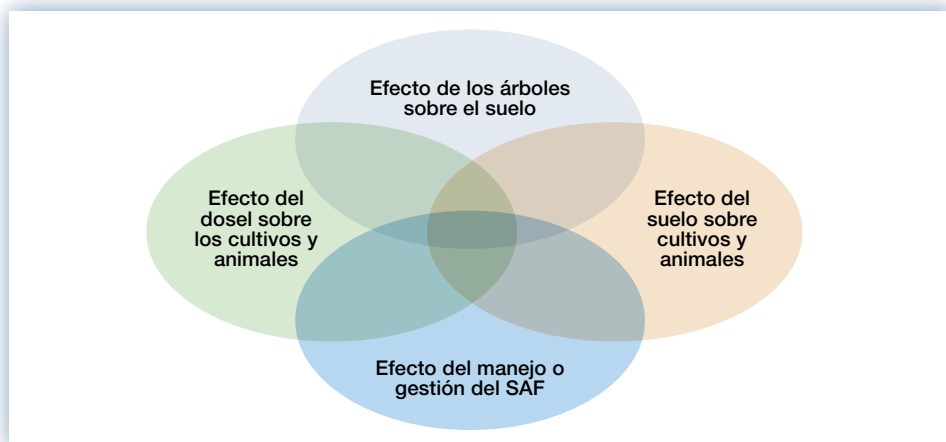 Efecto de los árboles
sobre el suelo
Efecto del
dosel sobre
los cultivos y
animales
Efecto del
suelo sobre
cultivos y
animales
Efecto del manejo o
gestión del SAF